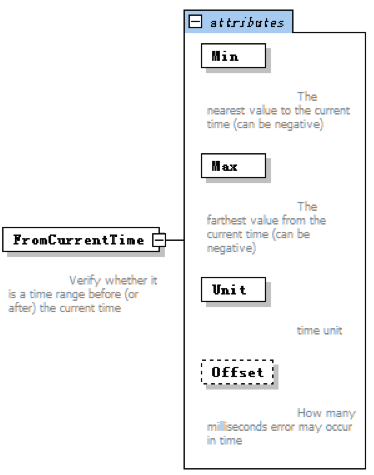 attributes
Min
The
nearest value to the current
time (can be negative)
Max
The
farthest value from the
current time (can be
negative)
FromCurrentTime
Verify whether it
is a time range before (or
after) the current time
Unit
time unit
Offset
How many
milliseconds error may occur
in time